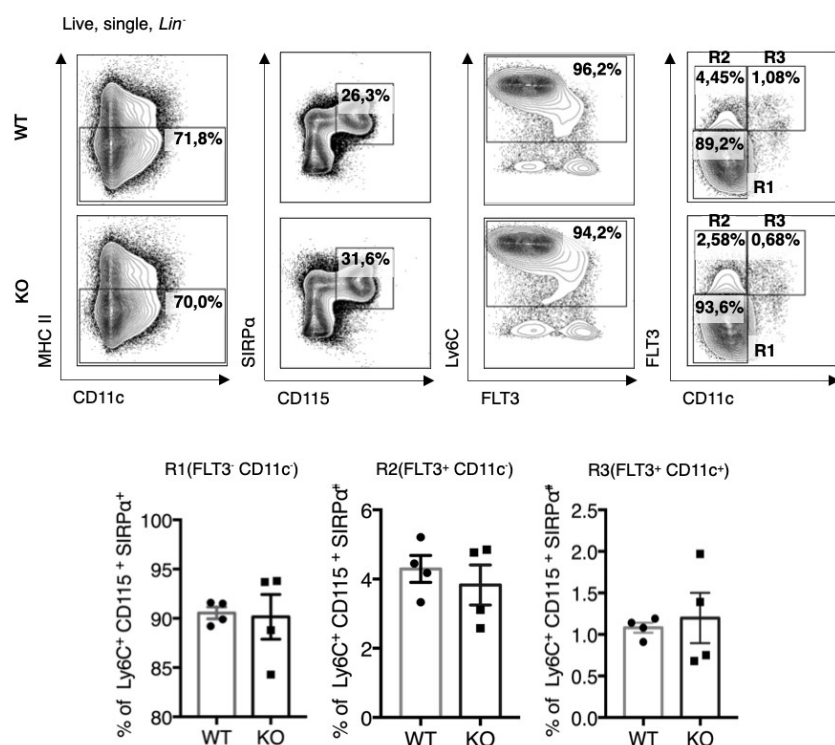 Live, single, Lin-
R2 R3
96,2% 4,45% 1,08%
26,3%
WT
71,8% 89,2%
R1
R2 R3
94,2% 2,58% 0,68%
31,6%
KO
70,0% 93,6%
R1
MHC II SIRPα Ly6C FLT3
CD11c CD115 FLT3 CD11c
R1(FLT3- CD11c-) R2(FLT3+ CD11c-) R3(FLT3+ CD11c+)
% of Ly6C+ CD115 + SIRPα+
100
95
90
85
80
WT KO
% of Ly6C+ CD115 + SIRPα+
6
4
2
0
WT KO
% of Ly6C+ CD115 + SIRPα+
2.5
2.0
1.5
1.0
0.5
0.0
WT KO